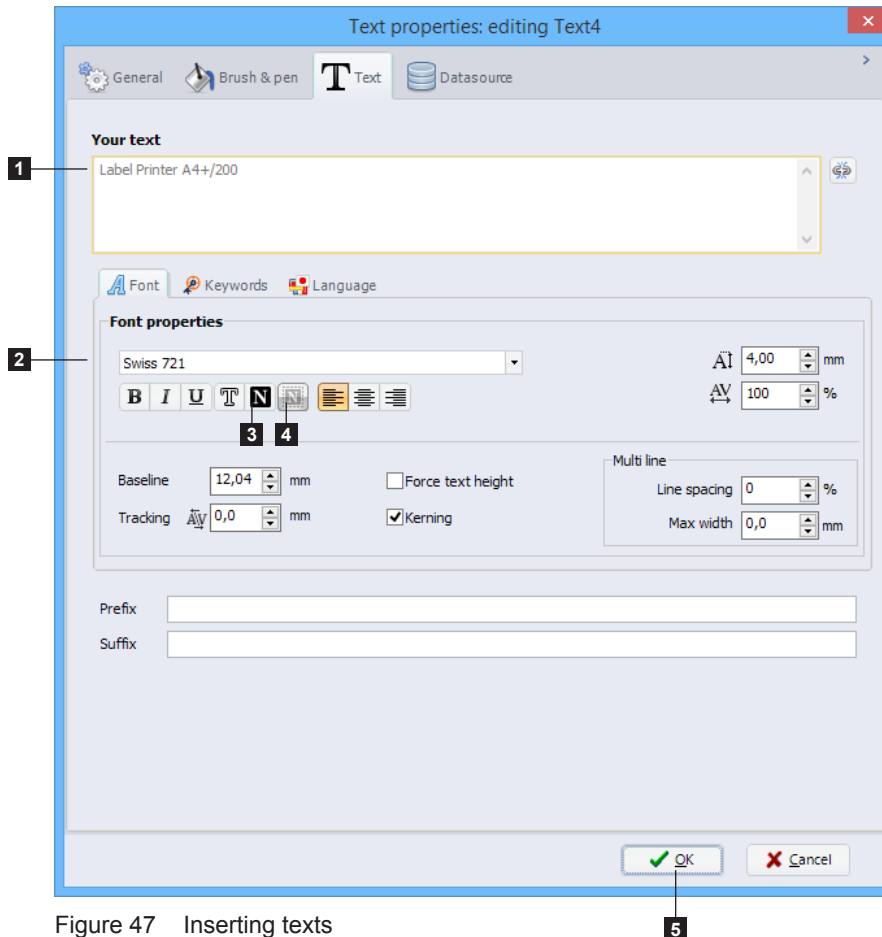 Text properties: editing Text4
General Brush & pen T Text Datasource
Your text
1
Label Printer A4+/200
Font Keywords Language
Font properties
2
Swiss 721
4,00 mm
B I U T N N
AV 100 %
3 4
Multi line
Baseline 12,04 mm Force text height
Line spacing 0 %
Tracking AV 0,0 mm Kerning
Max width 0,0 mm
Prefix
Suffix
OK Cancel
Figure 47 Inserting texts
5